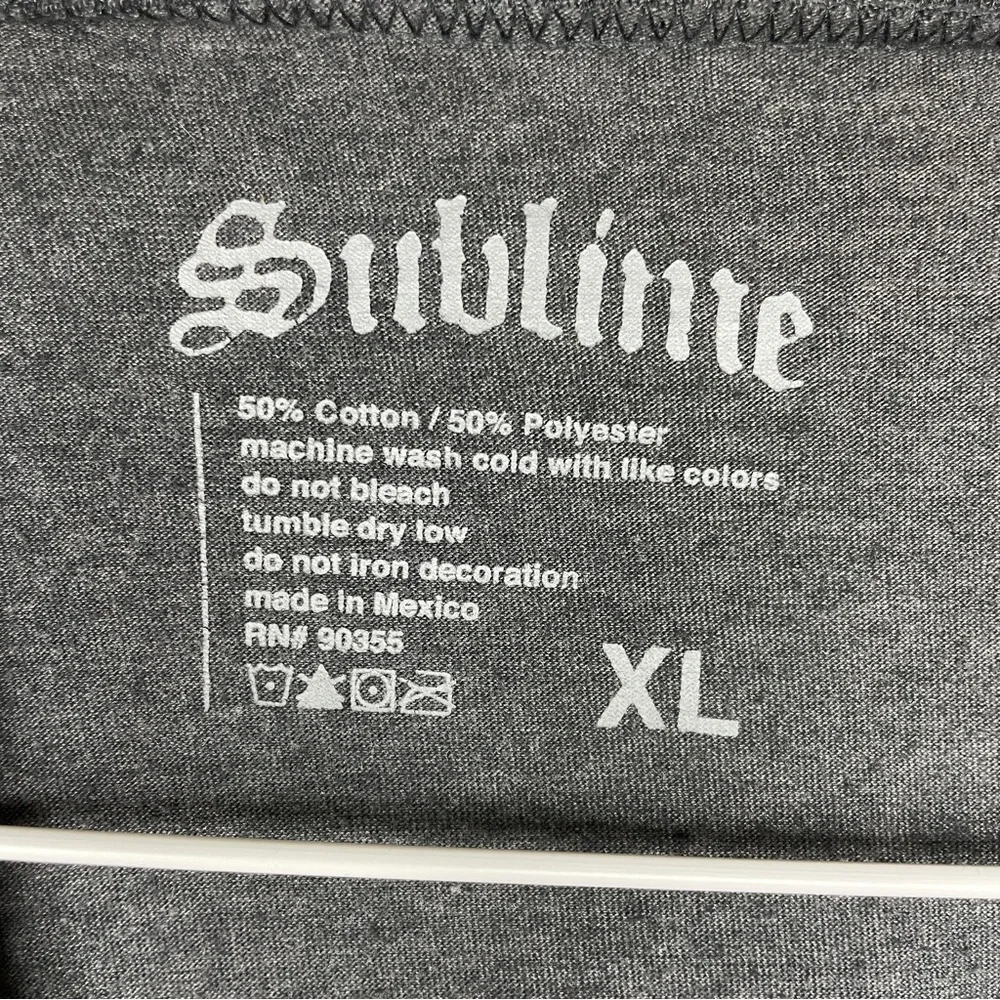 Sublime
50% Cotton / 50% Polyester
machine wash cold with like colors
do not bleach
tumble dry low
do not iron decoration
made in Mexico
RN# 90355
XL